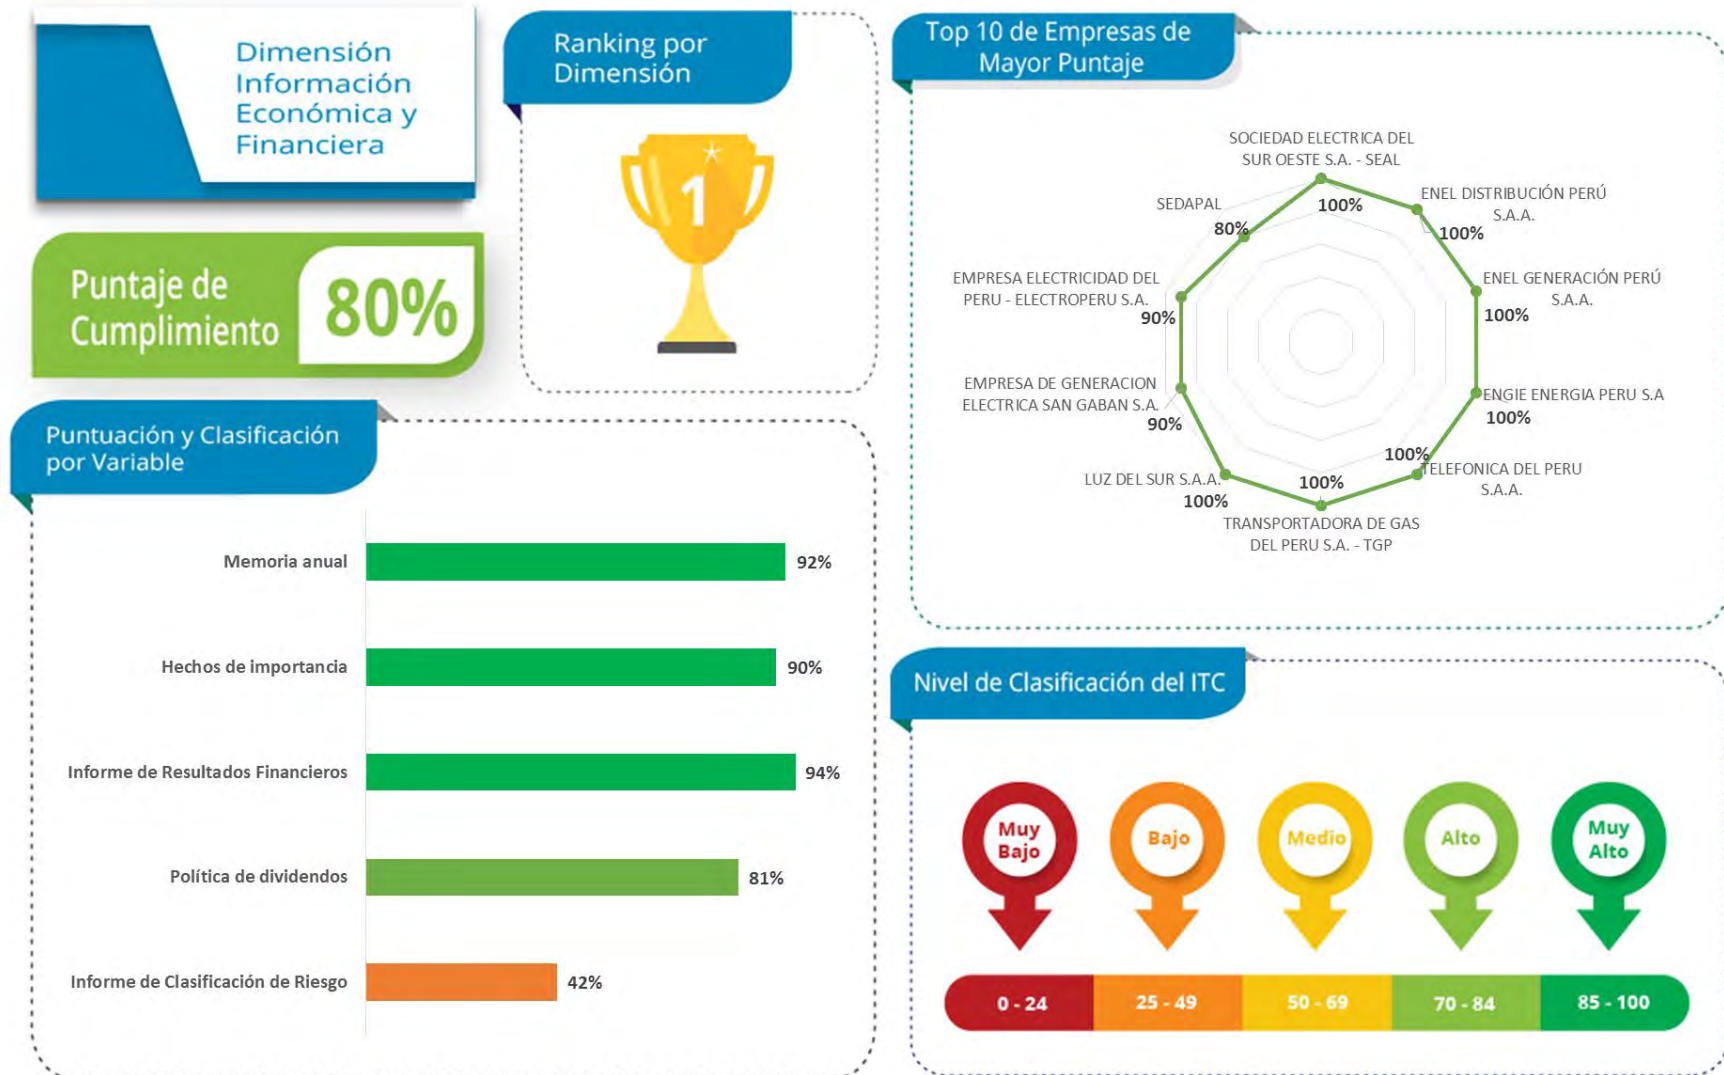 Dimensión
Información
Económica y
Financiera
Puntaje de
Cumplimiento
80%
Ranking por
Dimensión
1
Top 10 de Empresas de
Mayor Puntaje
SOCIEDAD ELECTRICA DEL
SUR OESTE S.A. - SEAL
100%
ENEL DISTRIBUCIÓN PERÚ
S.A.A.
100%
ENEL GENERACIÓN PERÚ
S.A.A.
100%
ENGIE ENERGIA PERU S.A
100%
TELEFONICA DEL PERU
S.A.A.
100%
TRANSPORTADORA DE GAS
DEL PERU S.A. - TGP
100%
LUZ DEL SUR S.A.A.
100%
EMPRESA DE GENERACION
ELECTRICA SAN GABAN S.A.
90%
EMPRESA ELECTRICIDAD DEL
PERU - ELECTROPERU S.A.
90%
SEDAPAL
80%
Puntuación y Clasificación
por Variable
Memoria anual
92%
Hechos de importancia
90%
Informe de Resultados Financieros
94%
Política de dividendos
81%
Informe de Clasificación de Riesgo
42%
Nivel de Clasificación del ITC
Muy
Bajo
Bajo
Medio
Alto
Muy
Alto
0 - 24
25 - 49
50 - 69
70 - 84
85 - 100